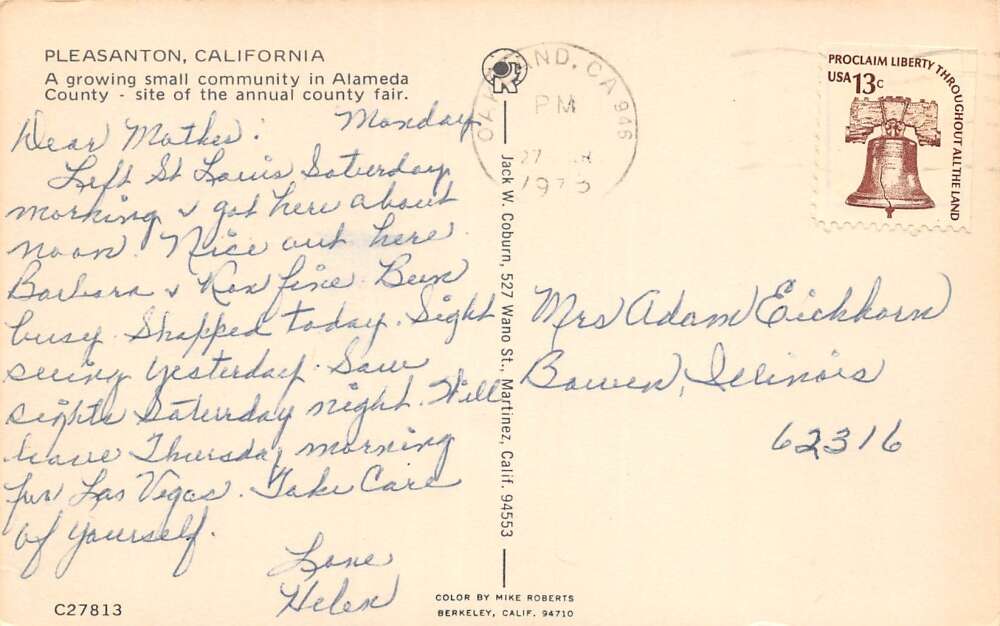 PLEASANTON, CALIFORNIA
A growing small community in Alameda
County - site of the annual county fair.
Monday
Dear Mother:
Left St Louis Saturday
morning & got here about
noon. Nice out here.
Barbara & Rex fine. Been
busy. Shopped today. Sight
seeing yesterday. Saw
sights Saturday night. Will
leave Thursday morning
for Las Vegas. Take Care
of yourself.
Love
Helen
C27813
R
Jack W. Coburn, 527 Wano St., Martinez, Calif. 94553
COLOR BY MIKE ROBERTS
BERKELEY, CALIF. 94710
OAKLAND, CA 946
PM
27
PROCLAIM LIBERTY THROUGHOUT ALL THE LAND
USA 13c
Mrs Adam Eickhorn
Bowen, Illinois
62316